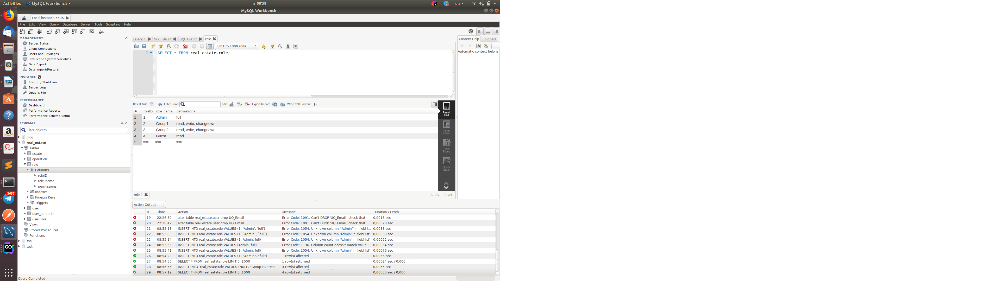 Activities MySQL Workbench чт 08:58 en
MySQL Workbench
Local instance 3306
File Edit View Query Database Server Tools Scripting Help
MANAGEMENT
Server Status
Client Connections
Users and Privileges
Status and System Variables
Data Export
Data Import/Restore
INSTANCE
Startup / Shutdown
Server Logs
Options File
PERFORMANCE
Dashboard
Performance Reports
Performance Schema Setup
SCHEMAS
Filter objects
blog
real_estate
Tables
estate
operation
role
Columns
roleID
role_name
permissions
Indexes
Foreign Keys
Triggers
user
user_operation
user_role
Views
Stored Procedures
Functions
sys
test
3657
Query 1 SQL File 4* SQL File 5* role
Limit to 1000 rows
1 SELECT * FROM real_estate.role;
Result Grid Filter Rows: Edit: Export/Import: Wrap Cell Content:
# roleID role_name permissions
1 1 Admin full
2 2 Group1 read, write, changeown
3 3 Group2 read, write, changeown
4 4 Guest read
* NULL NULL NULL
Result Grid
Form Editor
Field Types
Query Stats
role 2 Apply Revert
Context Help Snippets
Automatic context help is
Action Output
# Time Action Message Duration / Fetch
19 22:26:30 alter table real_estate.user drop UQ_Email Error Code: 1091. Can't DROP 'UQ_Email'; check that ... 0,0013 sec
20 22:26:47 alter table real_estate.user drop UQ_Email Error Code: 1091. Can't DROP 'UQ_Email'; check that ... 0,00078 sec
21 08:52:18 INSERT INTO real_estate.role VALUES (1, ‘Admin’, ‘full’) Error Code: 1054. Unknown column '‘Admin’' in 'field l... 0,0088 sec
22 08:53:05 INSERT INTO real_estate.role VALUES (1, `Admin`, `full`) Error Code: 1054. Unknown column 'Admin' in 'field list' 0,00063 sec
23 08:53:14 INSERT INTO real_estate.role VALUES (1, Admin, full) Error Code: 1054. Unknown column 'Admin' in 'field list' 0,00062 sec
24 08:53:33 INSERT INTO real_estate.role VALUES (Admin, full) Error Code: 1136. Column count doesn't match value ... 0,00064 sec
25 08:53:41 INSERT INTO real_estate.role VALUES (1, Admin, full) Error Code: 1054. Unknown column 'Admin' in 'field list' 0,00076 sec
26 08:54:28 INSERT INTO real_estate.role VALUES (1, "Admin", "full") 1 row(s) affected 0,0066 sec
27 08:54:35 SELECT * FROM real_estate.role LIMIT 0, 1000 1 row(s) returned 0,00024 sec / 0,000...
28 08:56:53 INSERT INTO real_estate.role VALUES (NULL, "Group1", "read,... 3 row(s) affected 0,0063 sec
29 08:57:19 SELECT * FROM real_estate.role LIMIT 0, 1000 4 row(s) returned 0,00033 sec / 0,000...
Query Completed